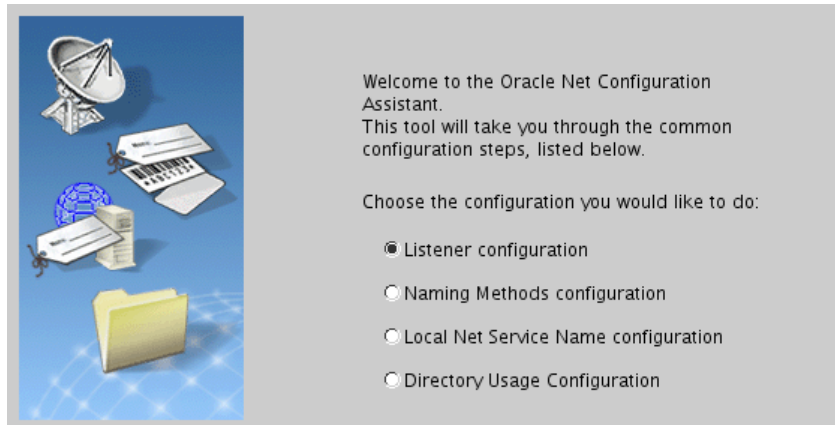 Welcome to the Oracle Net Configuration
Assistant.
This tool will take you through the common
configuration steps, listed below.
Choose the configuration you would like to do:
Listener configuration
Naming Methods configuration
Local Net Service Name configuration
Directory Usage Configuration
*ABC123*